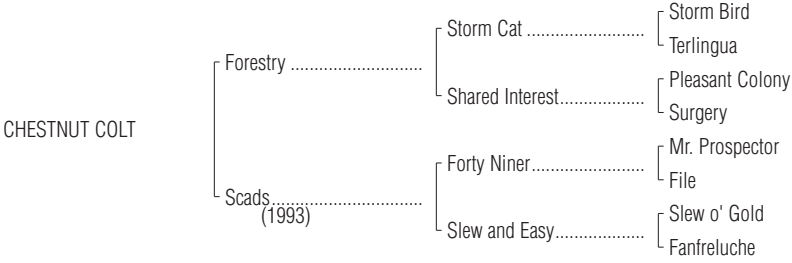 Storm Bird
Storm Cat ........................
Terlingua
Forestry ...........................
Pleasant Colony
Shared Interest..................
Surgery
CHESTNUT COLT
Mr. Prospector
Forty Niner........................
File
Scads...............................
(1993)
Slew o' Gold
Slew and Easy...................
Fanfreluche